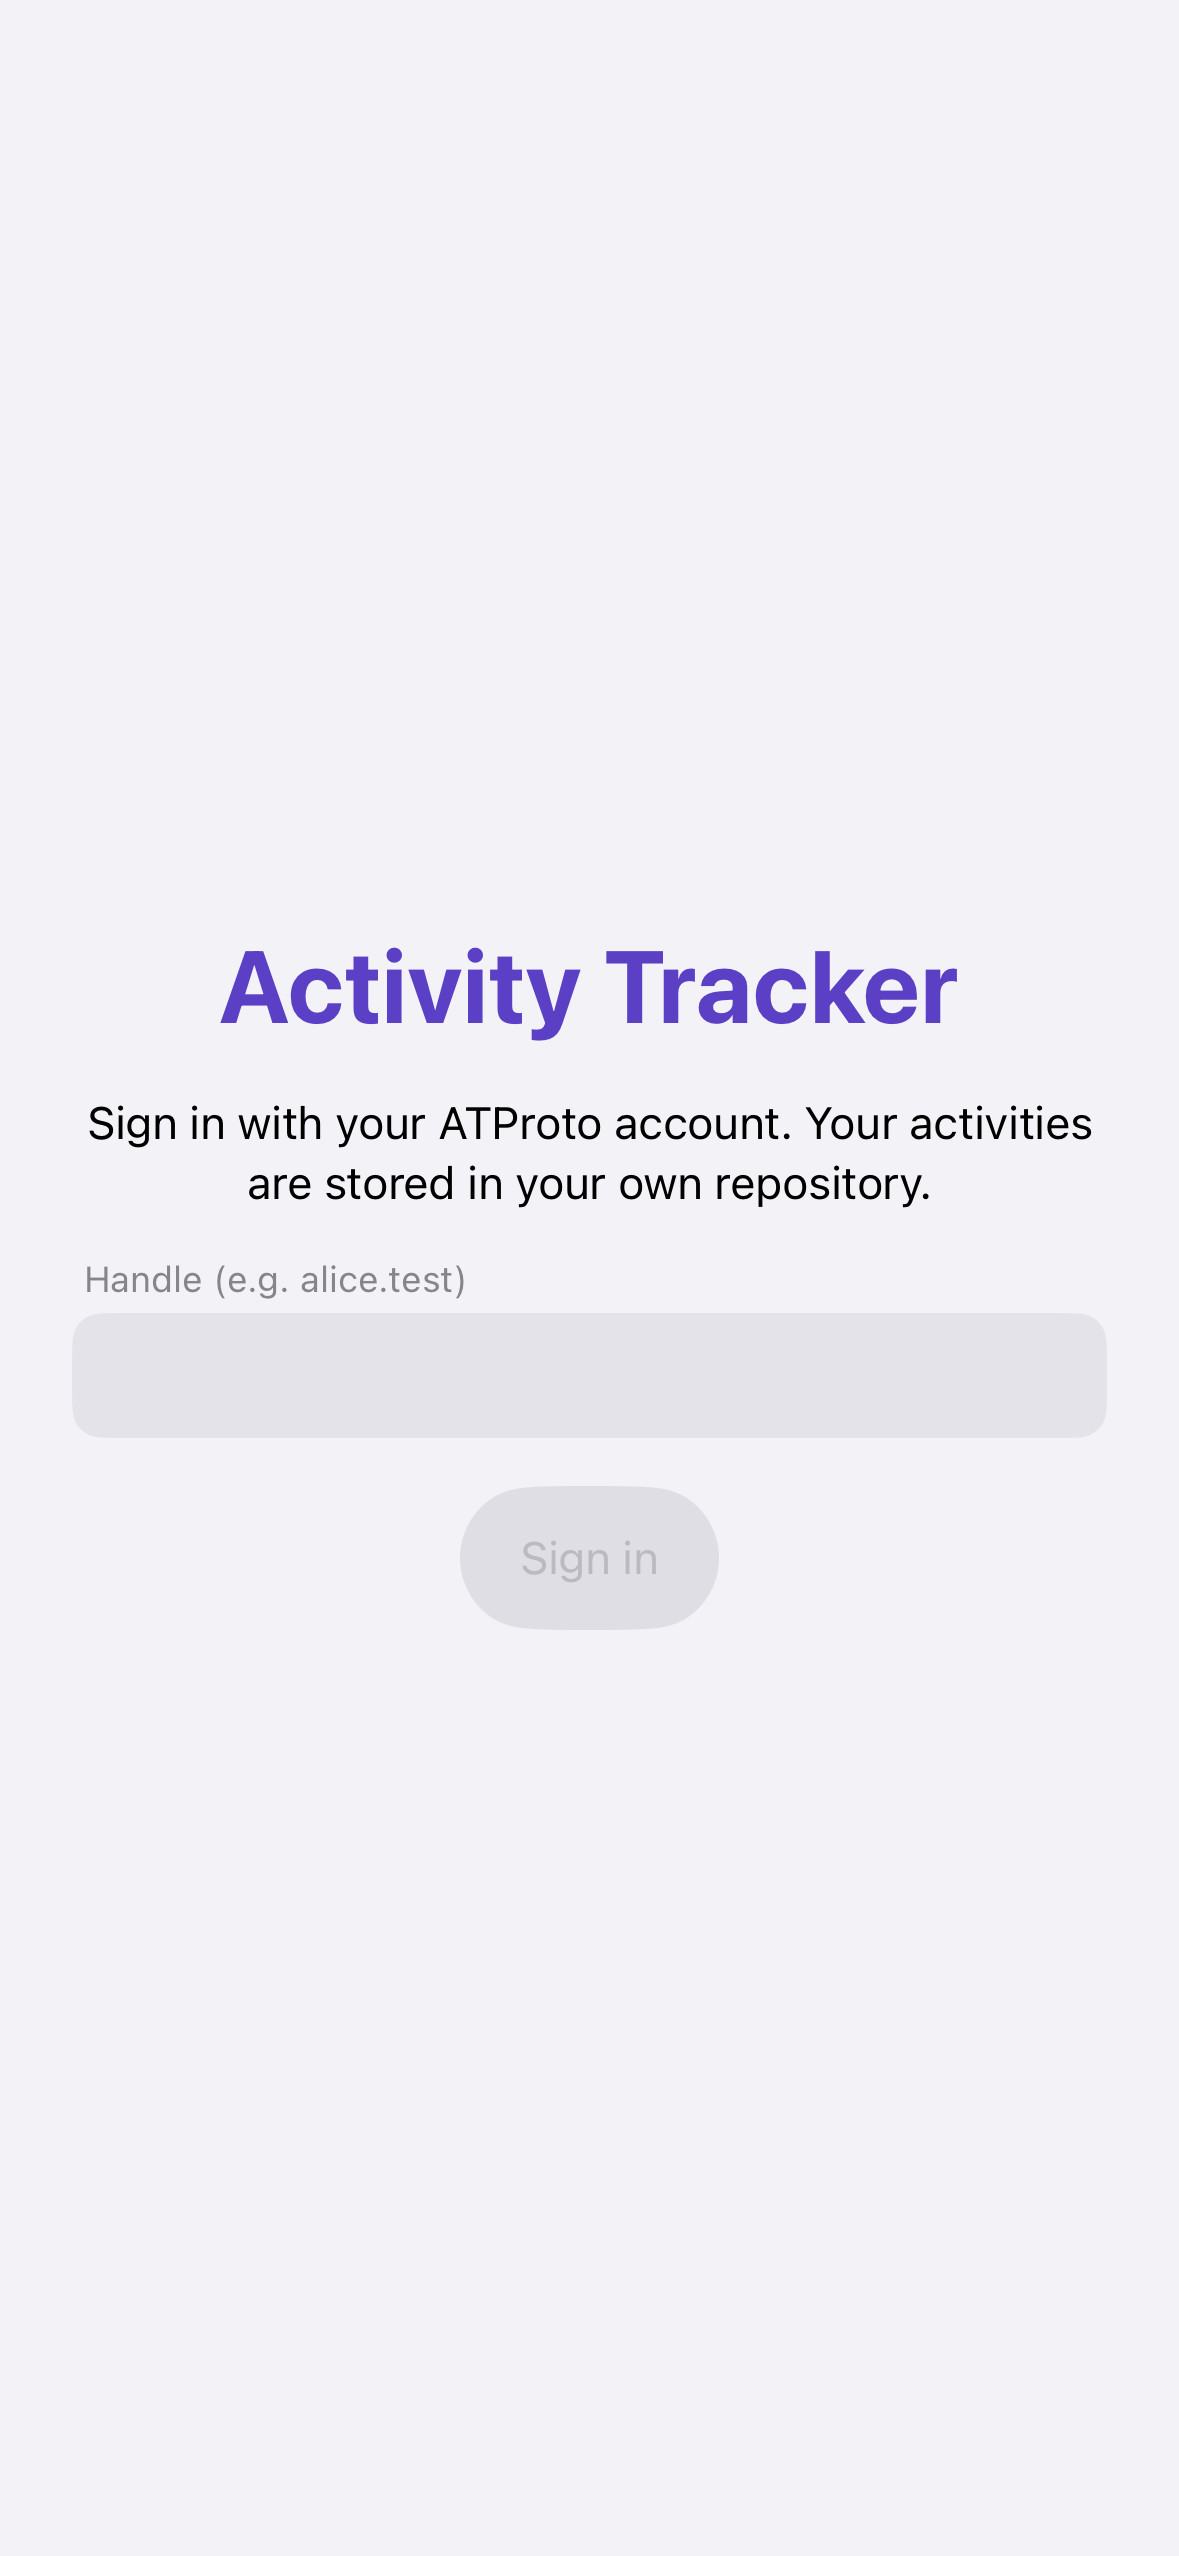 Activity Tracker
Sign in with your ATProto account. Your activities
are stored in your own repository.
Handle (e.g. alice.test)
Sign in